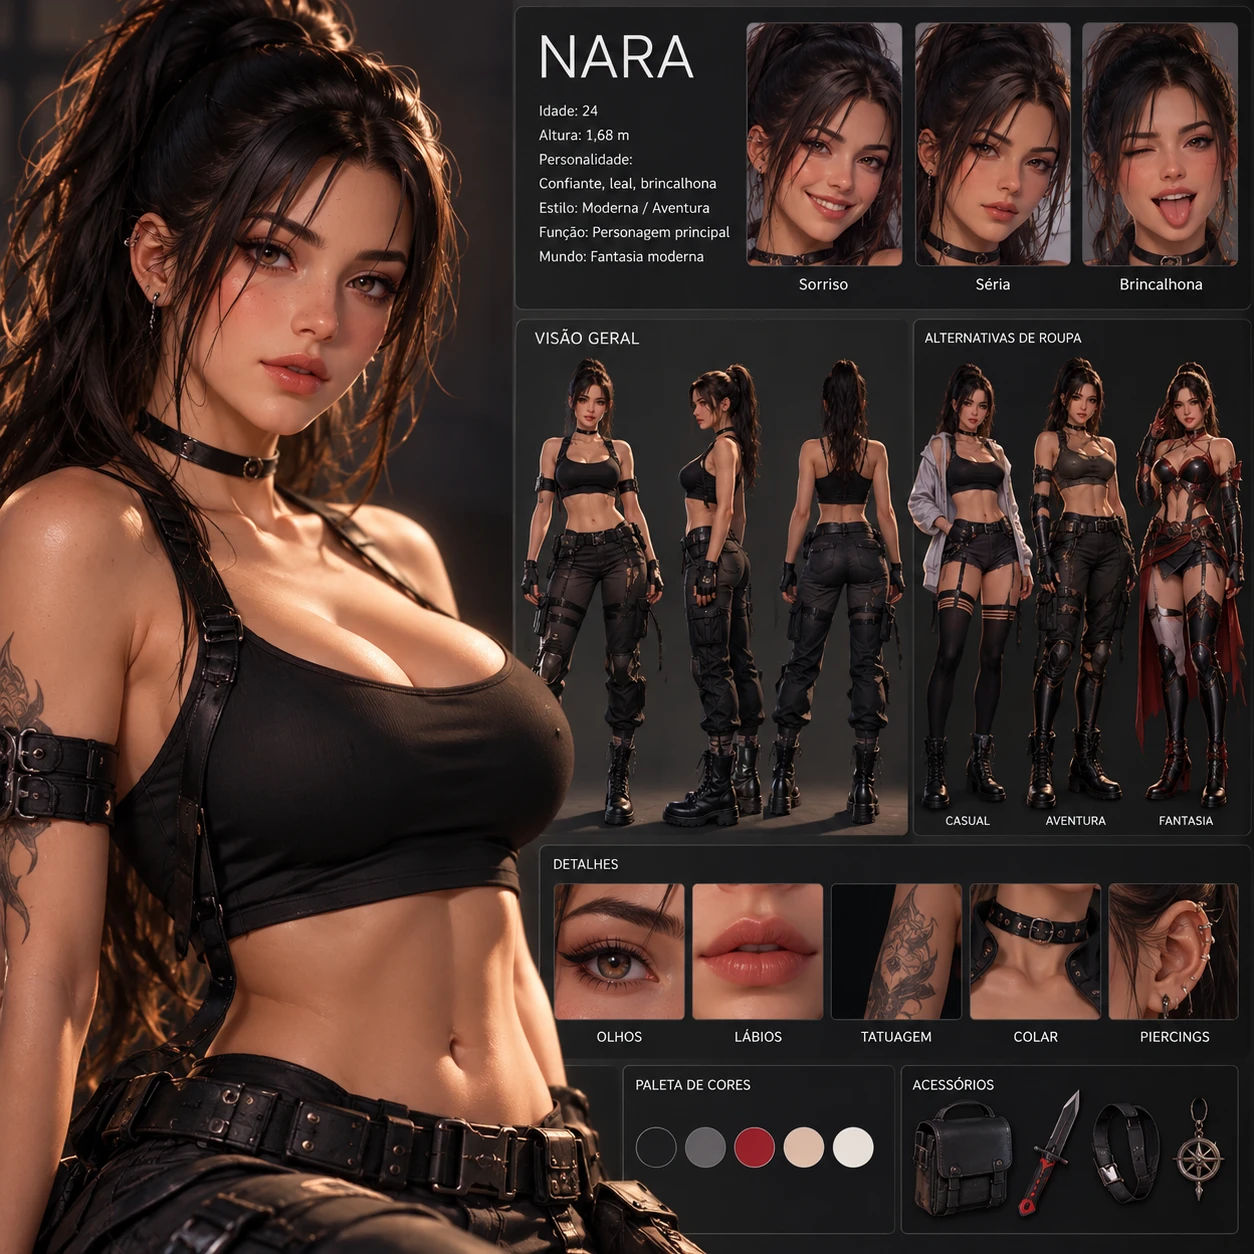 NARA
Idade: 24
Altura: 1,68 m
Personalidade:
Confiante, leal, brincalhona
Estilo: Moderna / Aventura
Função: Personagem principal
Mundo: Fantasia moderna
Sorriso
Séria
Brincalhona
VISÃO GERAL
ALTERNATIVAS DE ROUPA
CASUAL
AVENTURA
FANTASIA
DETALHES
OLHOS
LÁBIOS
TATUAGEM
COLAR
PIERCINGS
PALETA DE CORES
ACESSÓRIOS